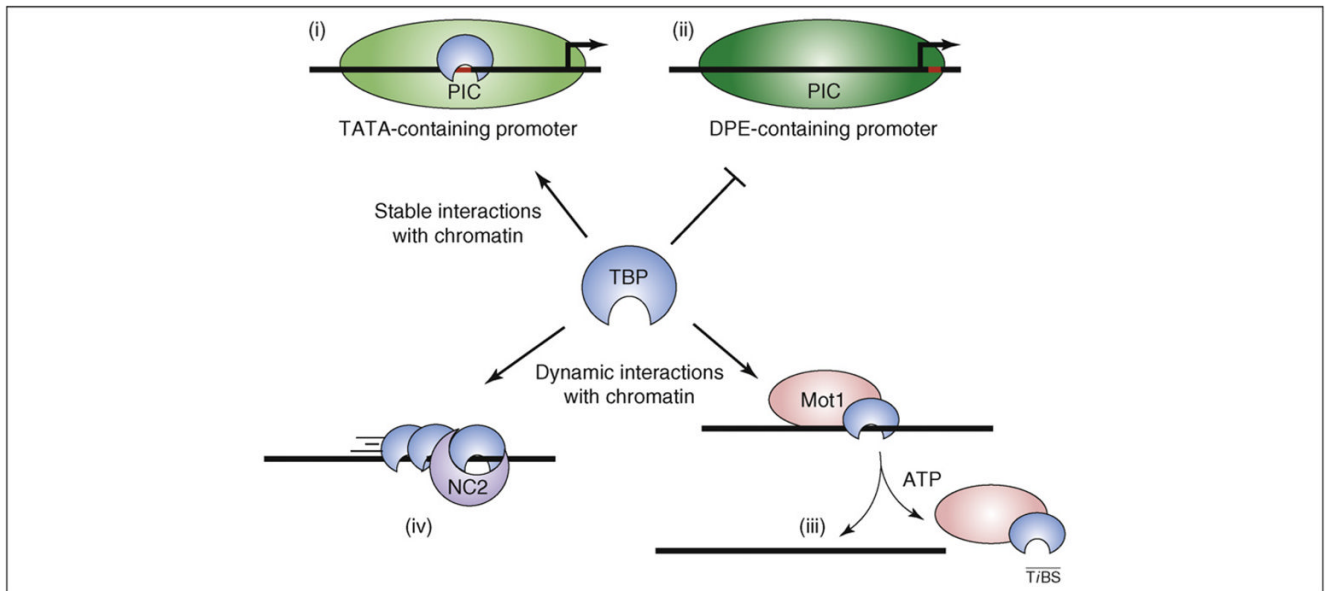 (i)
(ii)
PIC
PIC
TATA-containing promoter
DPE-containing promoter
Stable interactions
with chromatin
TBP
Dynamic interactions
with chromatin
Mot1
NC2
ATP
(iv)
(iii)
TiBS